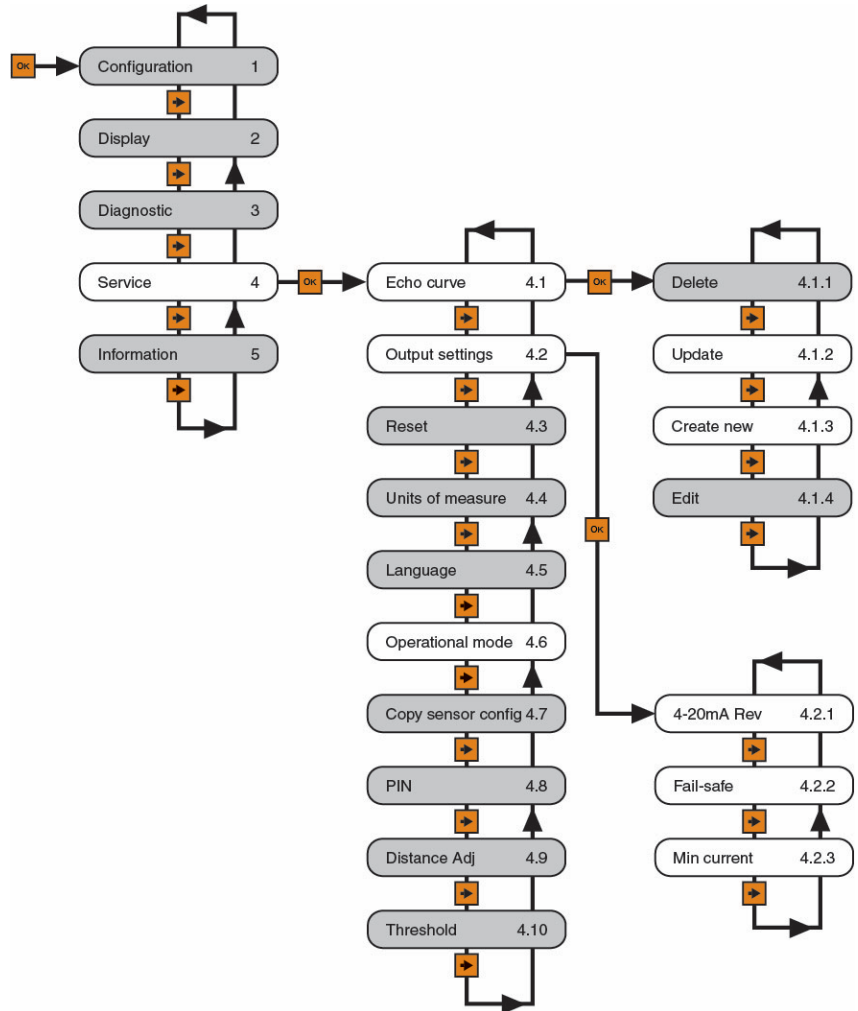 OK
Configuration 1
Display 2
Diagnostic 3
Service 4
Information 5
OK
Echo curve 4.1
Output settings 4.2
Reset 4.3
Units of measure 4.4
Language 4.5
Operational mode 4.6
Copy sensor config 4.7
PIN 4.8
Distance Adj 4.9
Threshold 4.10
OK
Delete 4.1.1
Update 4.1.2
Create new 4.1.3
Edit 4.1.4
OK
4-20mA Rev 4.2.1
Fail-safe 4.2.2
Min current 4.2.3